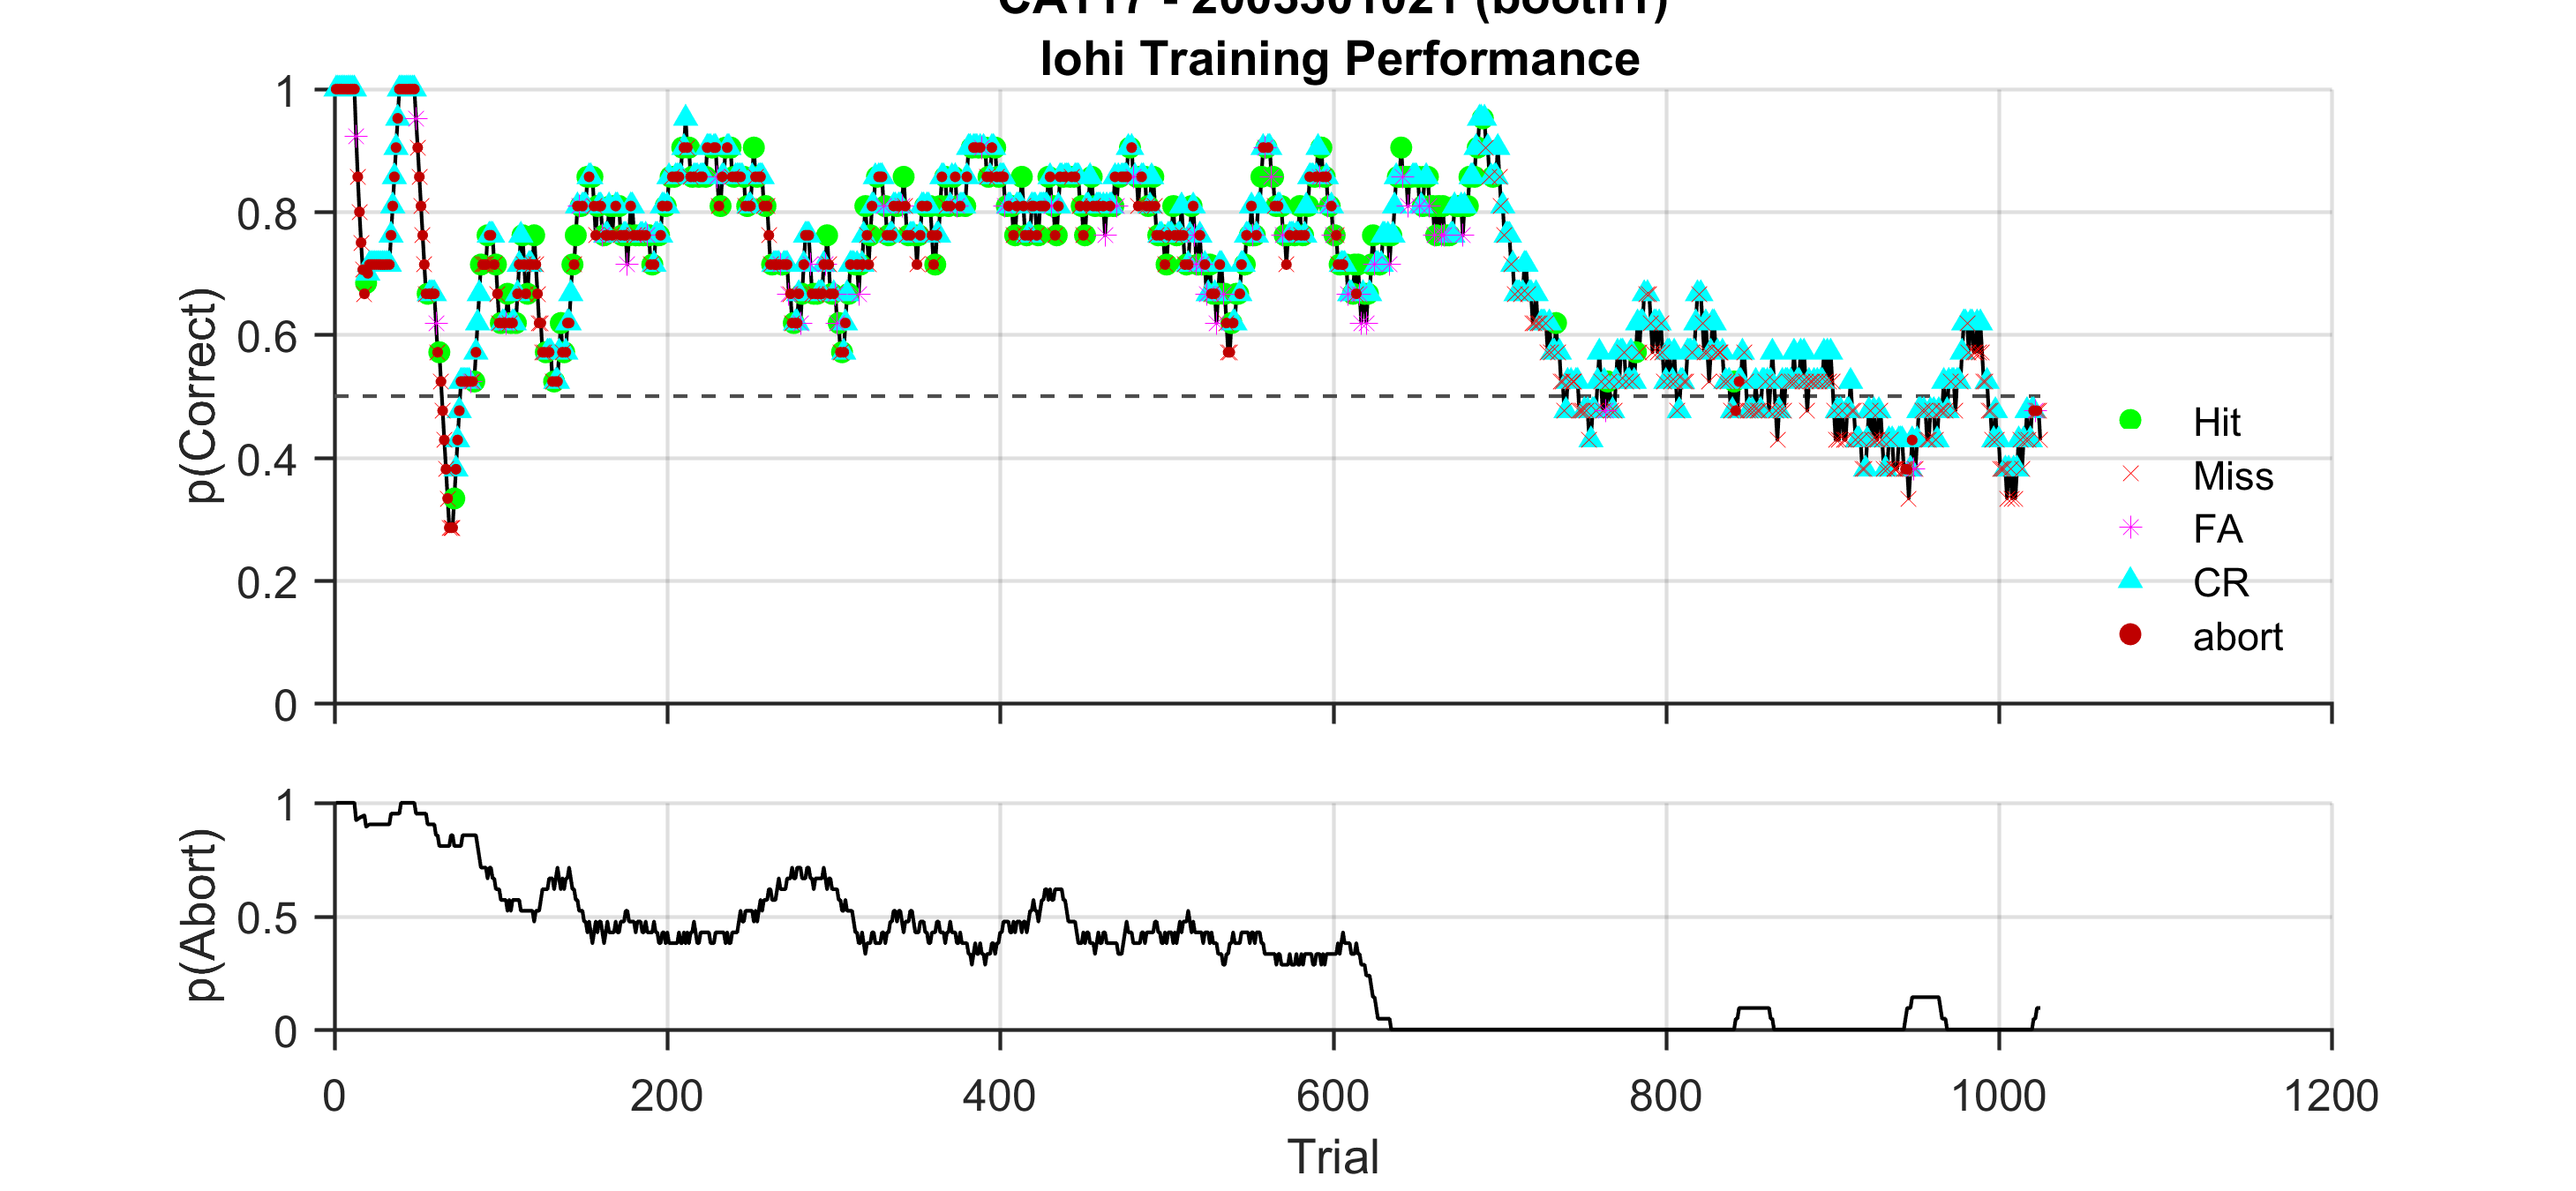 lohi Training Performance
1
0.8
0.6
0.4
0.2
0
p(Correct)
Hit
Miss
FA
CR
abort
1
0.5
0
p(Abort)
0 200 400 600 800 1000 1200
Trial